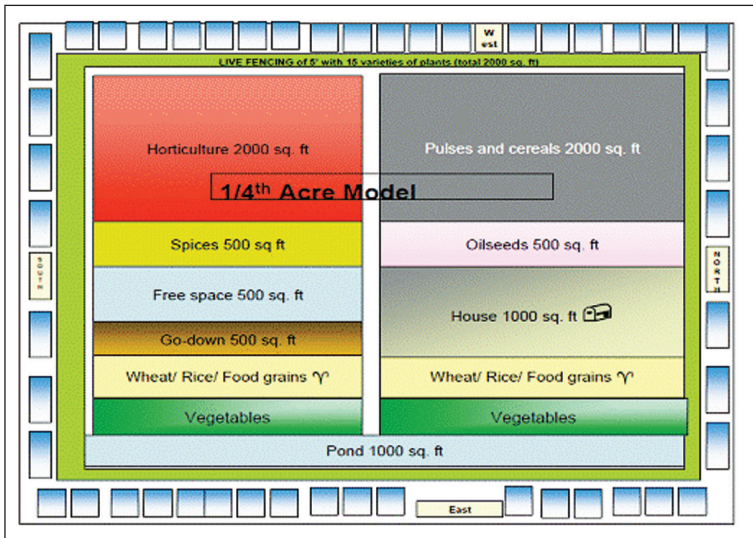 W
est
LIVE FENCING of 5' with 15 varieties of plants (total 2000 sq. ft)
Horticulture 2000 sq. ft
Pulses and cereals 2000 sq. ft
1/4th Acre Model
Spices 500 sq ft
Oilseeds 500 sq. ft
SOUTH
NORTH
Free space 500 sq. ft
House 1000 sq. ft
Go-down 500 sq. ft
Wheat/ Rice/ Food grains ♈
Wheat/ Rice/ Food grains ♈
Vegetables
Vegetables
Pond 1000 sq. ft
East